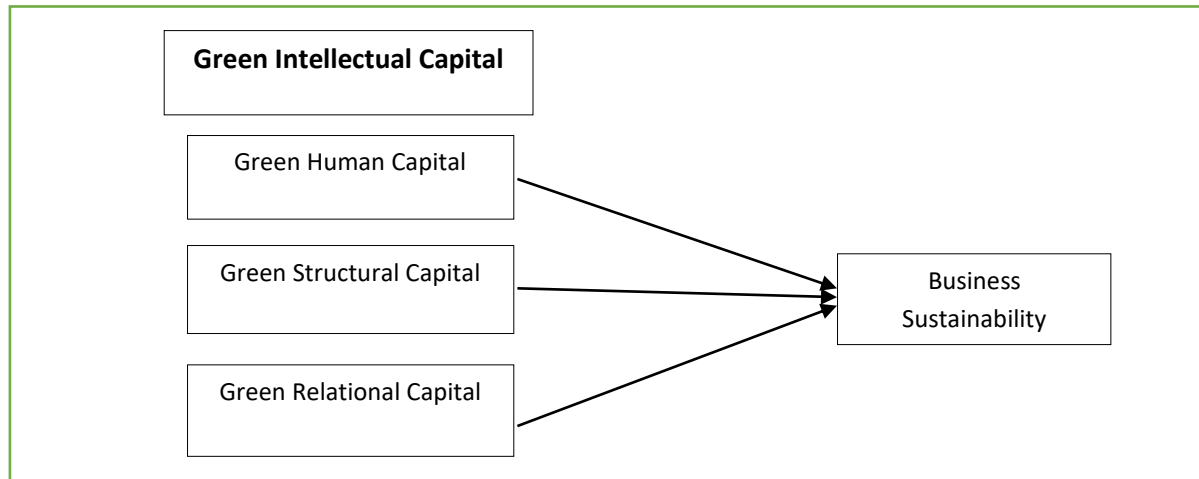 Green Intellectual Capital
Green Human Capital
Green Structural Capital
Business
Sustainability
Green Relational Capital